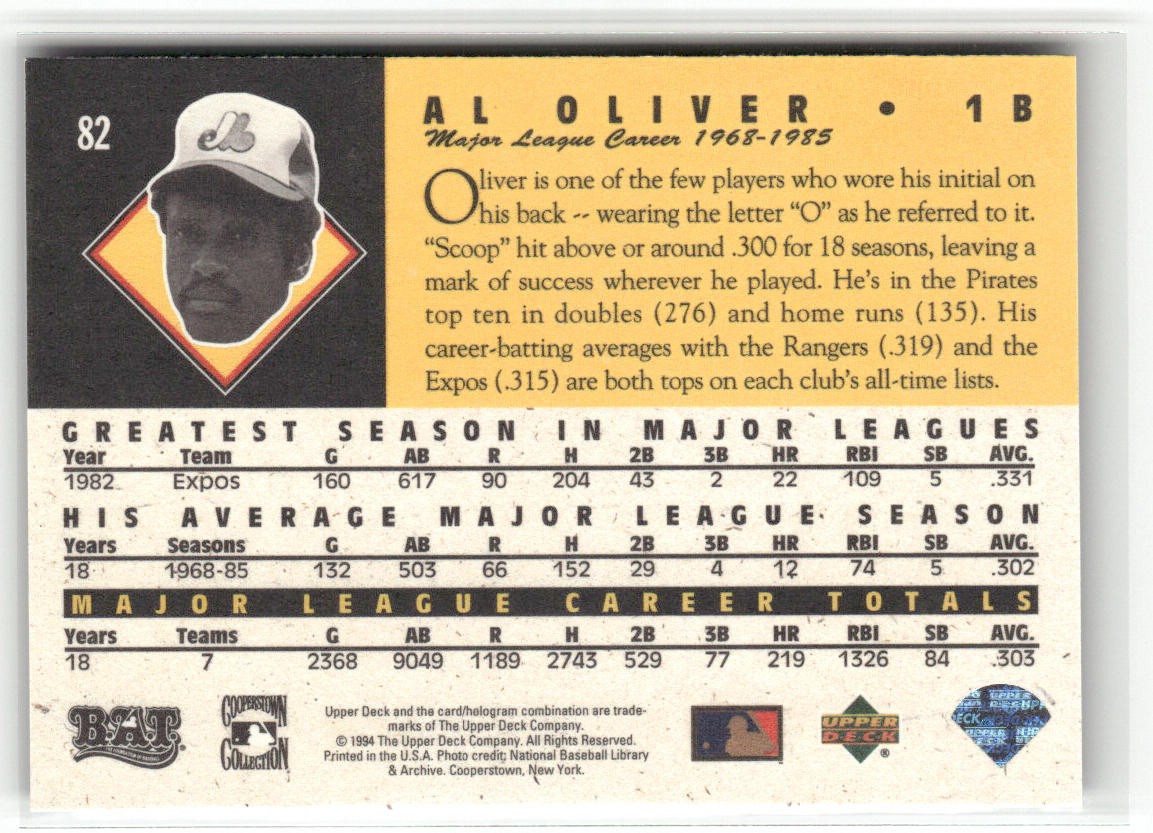 82
AL OLIVER • 1B
Major League Career 1968-1985
Oliver is one of the few players who wore his initial on
his back -- wearing the letter “O” as he referred to it.
“Scoop” hit above or around .300 for 18 seasons, leaving a
mark of success wherever he played. He’s in the Pirates
top ten in doubles (276) and home runs (135). His
career-batting averages with the Rangers (.319) and the
Expos (.315) are both tops on each club’s all-time lists.
GREATEST SEASON IN MAJOR LEAGUES
Year Team G AB R H 2B 3B HR RBI SB AVG.
1982 Expos 160 617 90 204 43 2 22 109 5 .331
HIS AVERAGE MAJOR LEAGUE SEASON
Years Seasons G AB R H 2B 3B HR RBI SB AVG.
18 1968-85 132 503 66 152 29 4 12 74 5 .302
MAJOR LEAGUE CAREER TOTALS
Years Teams G AB R H 2B 3B HR RBI SB AVG.
18 7 2368 9049 1189 2743 529 77 219 1326 84 .303
B.A.T.
COOPERSTOWN
COLLECTION
Upper Deck and the card/hologram combination are trade-
marks of The Upper Deck Company.
© 1994 The Upper Deck Company. All Rights Reserved.
Printed in the U.S.A. Photo credit: National Baseball Library
& Archive. Cooperstown, New York.
UPPER
DECK
®